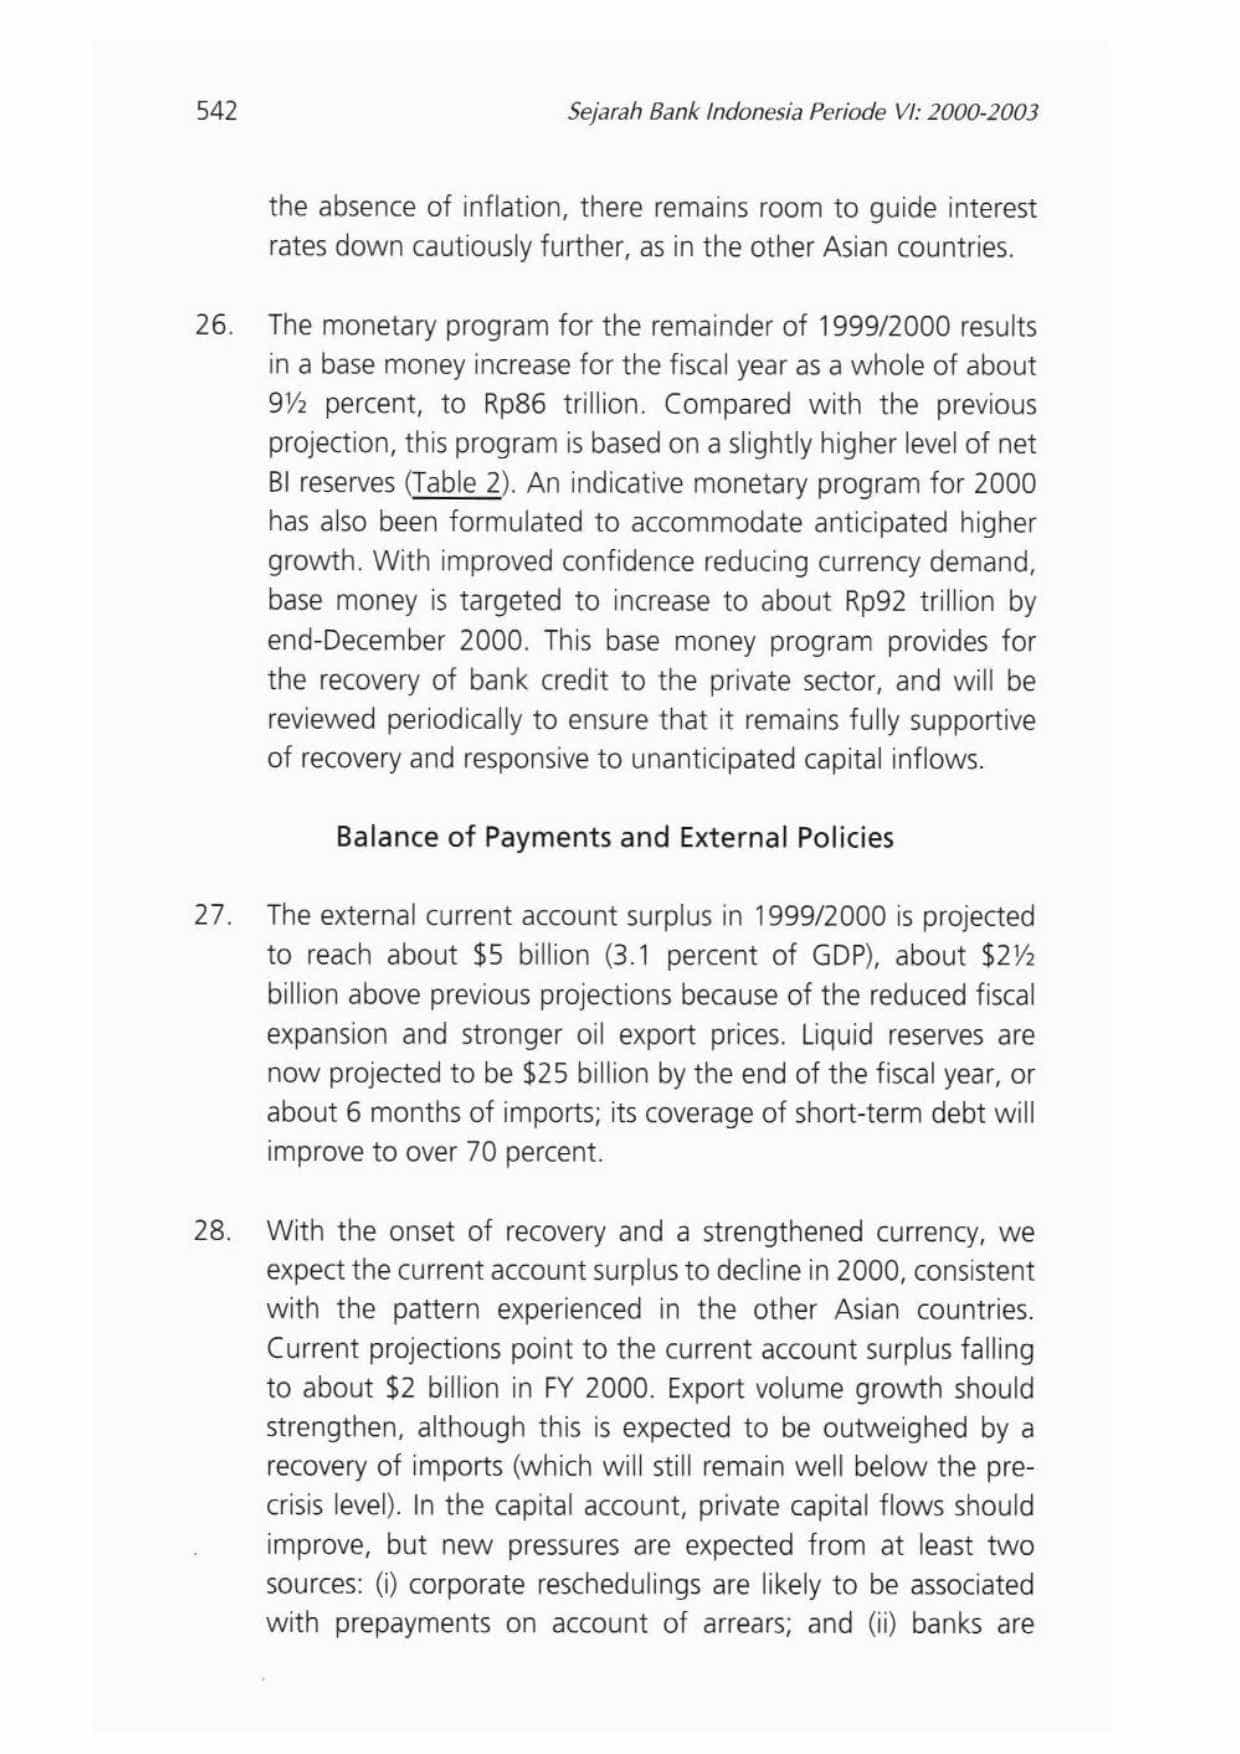 542
Sejarah Bank Indonesia Periode VI: 2000-2003
the absence of inflation, there remains room to guide interest
rates down cautiously further, as in the other Asian countries.
26. The monetary program for the remainder of 1999/2000 results
in a base money increase for the fiscal year as a whole of about
9½ percent, to Rp86 trillion. Compared with the previous
projection, this program is based on a slightly higher level of net
BI reserves (Table 2). An indicative monetary program for 2000
has also been formulated to accommodate anticipated higher
growth. With improved confidence reducing currency demand,
base money is targeted to increase to about Rp92 trillion by
end-December 2000. This base money program provides for
the recovery of bank credit to the private sector, and will be
reviewed periodically to ensure that it remains fully supportive
of recovery and responsive to unanticipated capital inflows.
Balance of Payments and External Policies
27. The external current account surplus in 1999/2000 is projected
to reach about $5 billion (3.1 percent of GDP), about $2½
billion above previous projections because of the reduced fiscal
expansion and stronger oil export prices. Liquid reserves are
now projected to be $25 billion by the end of the fiscal year, or
about 6 months of imports; its coverage of short-term debt will
improve to over 70 percent.
28. With the onset of recovery and a strengthened currency, we
expect the current account surplus to decline in 2000, consistent
with the pattern experienced in the other Asian countries.
Current projections point to the current account surplus falling
to about $2 billion in FY 2000. Export volume growth should
strengthen, although this is expected to be outweighed by a
recovery of imports (which will still remain well below the pre-
crisis level). In the capital account, private capital flows should
improve, but new pressures are expected from at least two
sources: (i) corporate reschedulings are likely to be associated
with prepayments on account of arrears; and (ii) banks are